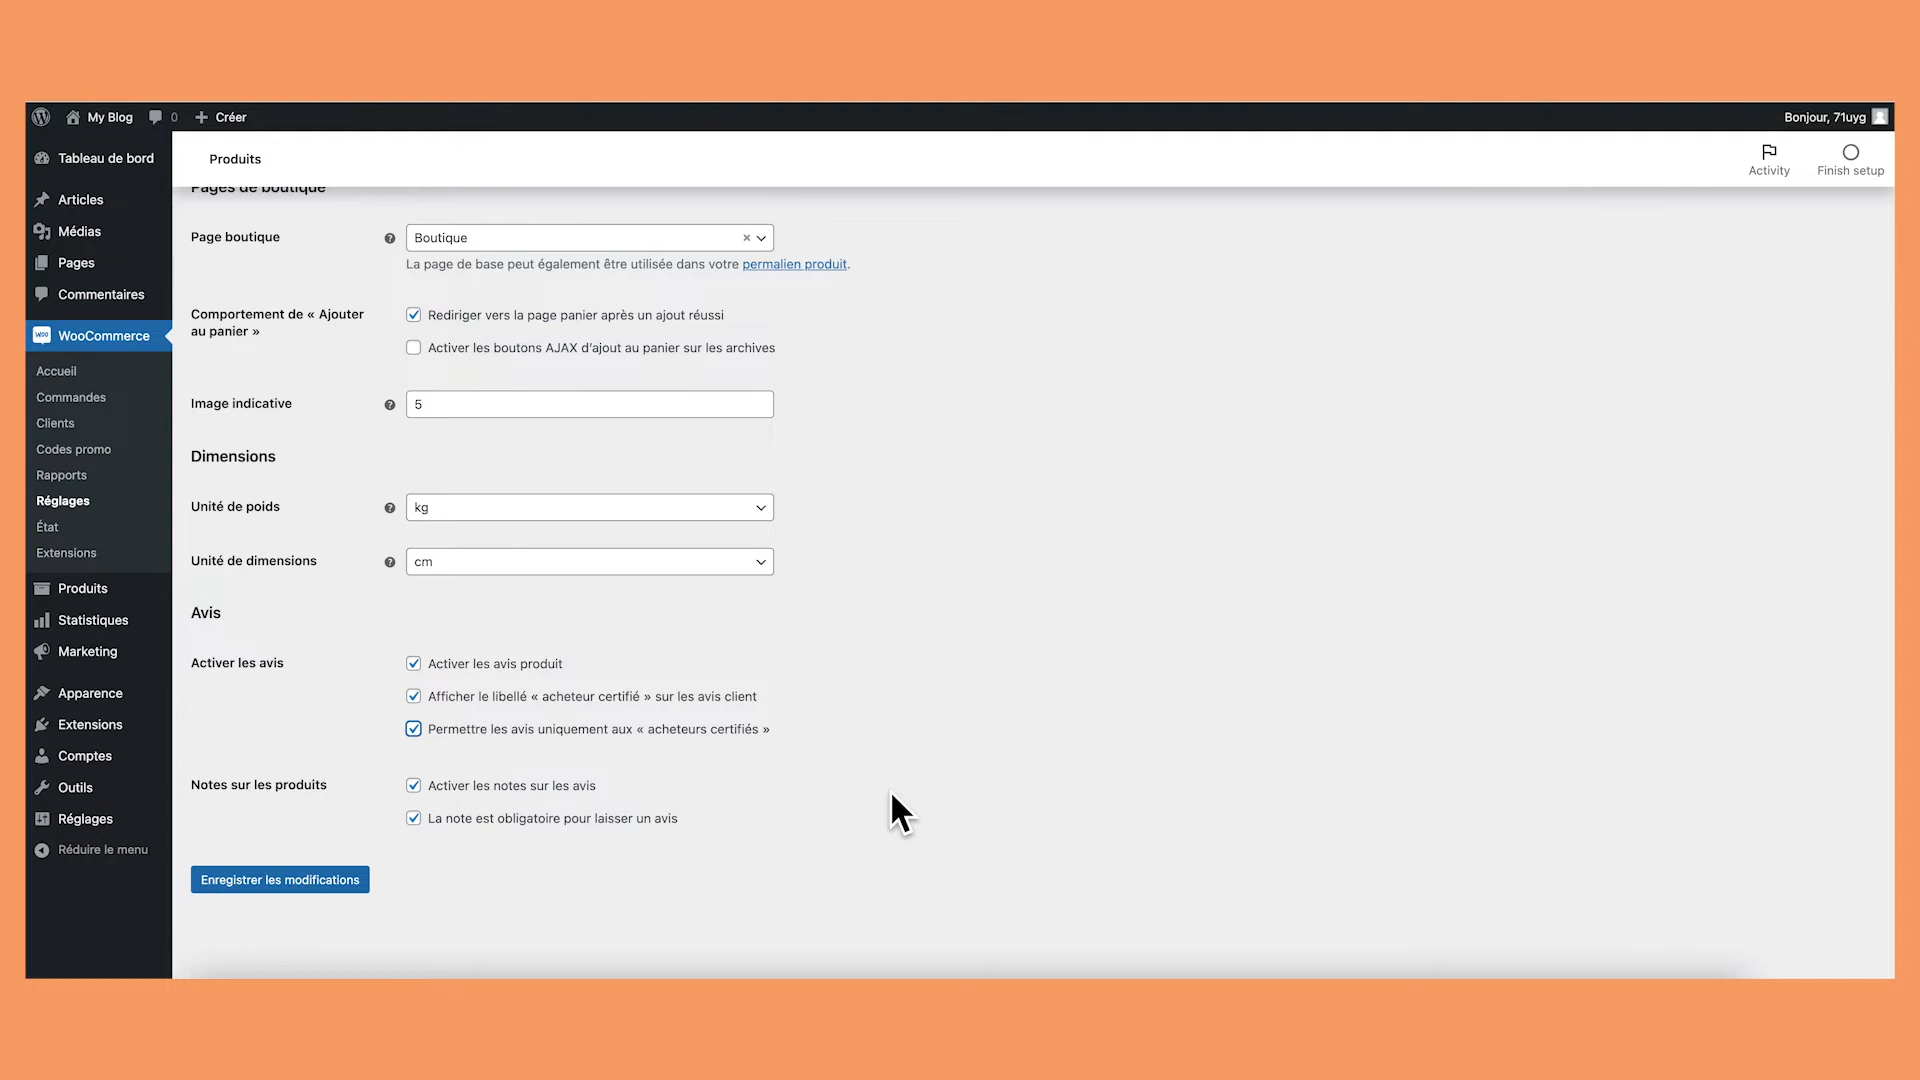 My Blog 0 Créer
Bonjour, 71uyg
Tableau de bord
Articles
Médias
Pages
Commentaires
WooCommerce
Accueil
Commandes
Clients
Codes promo
Rapports
Réglages
État
Extensions
Produits
Statistiques
Marketing
Apparence
Extensions
Comptes
Outils
Réglages
Réduire le menu
Produits
Activity
Finish setup
Pages de boutique
Page boutique
Boutique
La page de base peut également être utilisée dans votre permalien produit.
Comportement de « Ajouter
au panier »
Rediriger vers la page panier après un ajout réussi
Activer les boutons AJAX d’ajout au panier sur les archives
Image indicative
5
Dimensions
Unité de poids
kg
Unité de dimensions
cm
Avis
Activer les avis
Activer les avis produit
Afficher le libellé « acheteur certifié » sur les avis client
Permettre les avis uniquement aux « acheteurs certifiés »
Notes sur les produits
Activer les notes sur les avis
La note est obligatoire pour laisser un avis
Enregistrer les modifications